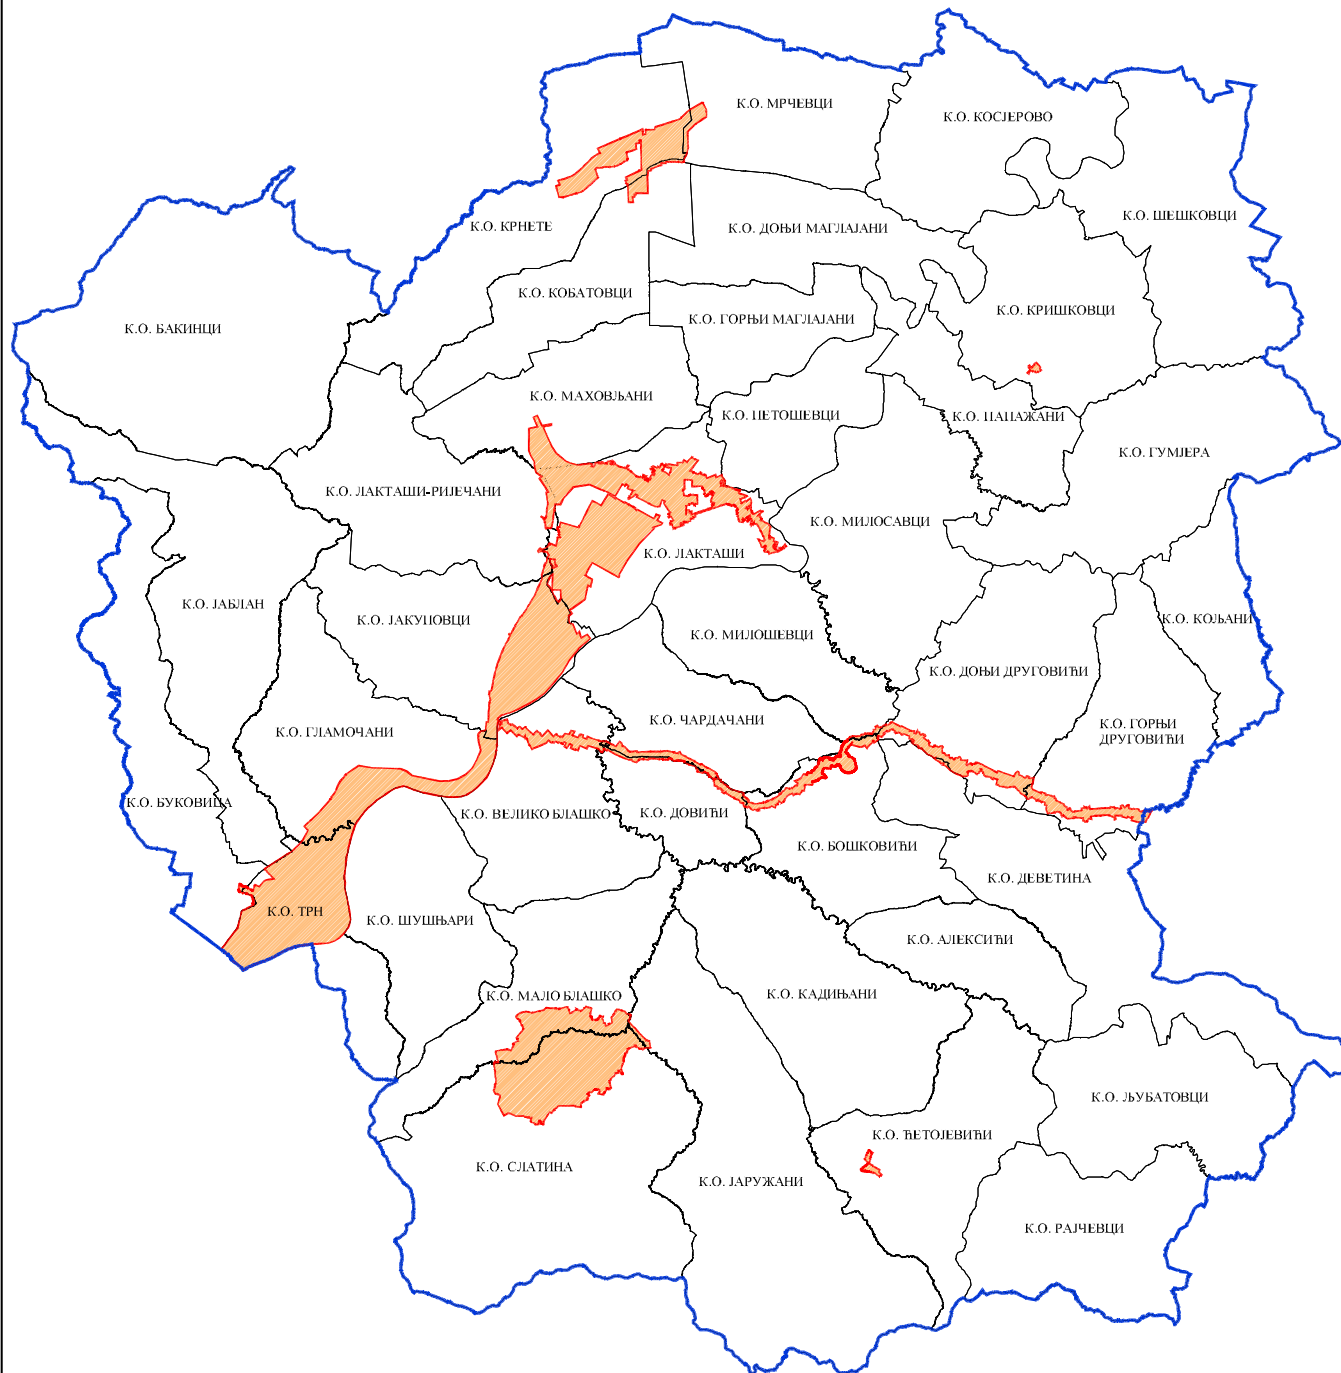 К.О. МРЧЕВЦИ
К.О. КОСЈЕРОВО
К.О. ШЕШКОВЦИ
К.О. КРНЕТЕ
К.О. ДОЊИ МАГЛАЈАНИ
К.О. КОБАТОВЦИ
К.О. КРИШКОВЦИ
К.О. ГОРЊИ МАГЛАЈАНИ
К.О. БАКИНЦИ
К.О. МАХОВЉАНИ
К.О. ПЕТОШЕВЦИ
К.О. ПАПАЖАНИ
К.О. ГУМЈЕРА
К.О. ЛАКТАШИ-РИЈЕЧАНИ
К.О. МИЛОСАВЦИ
К.О. ЛАКТАШИ
К.О. ЈАБЛАН
К.О. ЈАКУПОВЦИ
К.О. КОЉАНИ
К.О. МИЛОШЕВЦИ
К.О. ДОЊИ ДРУГОВИЋИ
К.О. ЧАРДАЧАНИ
К.О. ГОРЊИ
ДРУГОВИЋИ
К.О. ГЛАМОЧАНИ
К.О. БУКОВИЦА
К.О. ВЕЛИКО БЛАШКО
К.О. ДОВИЋИ
К.О. БОШКОВИЋИ
К.О. ДЕВЕТИНА
К.О. ТРН
К.О. ШУШЊАРИ
К.О. АЛЕКСИЋИ
К.О. МАЛО БЛАШКО
К.О. КАДИЊАНИ
К.О. ЉУБАТОВЦИ
К.О. ЋЕТОЈЕВИЋИ
К.О. СЛАТИНА
К.О. ЈАРУЖАНИ
К.О. РАЈЧЕВЦИ